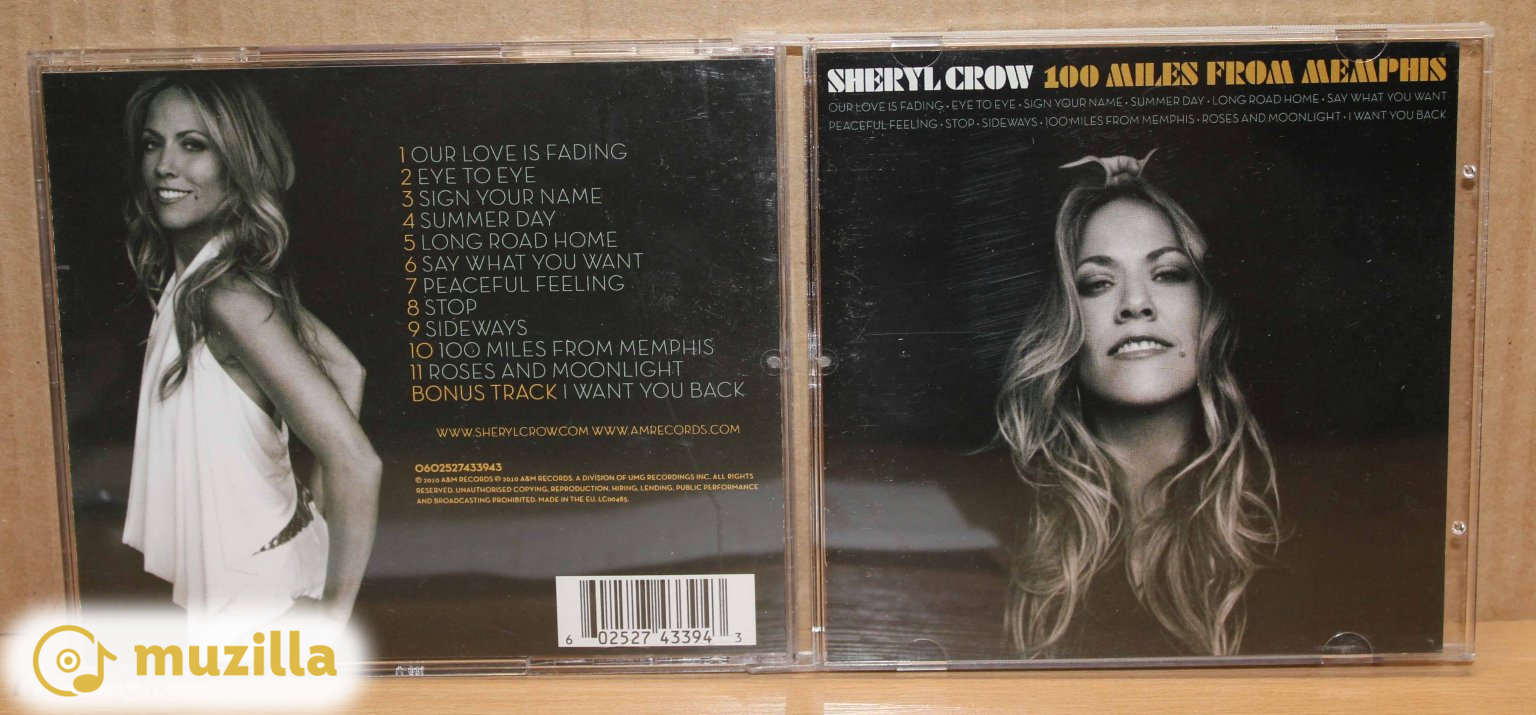 1 OUR LOVE IS FADING
2 EYE TO EYE
3 SIGN YOUR NAME
4 SUMMER DAY
5 LONG ROAD HOME
6 SAY WHAT YOU WANT
7 PEACEFUL FEELING
8 STOP
9 SIDEWAYS
10 100 MILES FROM MEMPHIS
11 ROSES AND MOONLIGHT
BONUS TRACK I WANT YOU BACK
WWW.SHERYLCROW.COM WWW.AMRECORDS.COM
0602527433943
© 2010 A&M RECORDS ℗ 2010 A&M RECORDS, A DIVISION OF UMG RECORDINGS INC. ALL RIGHTS
RESERVED. UNAUTHORISED COPYING, REPRODUCTION, HIRING, LENDING, PUBLIC PERFORMANCE
AND BROADCASTING PROHIBITED. MADE IN THE EU. LC00485.
6 02527 43394 3
muzilla
SHERYL CROW 100 MILES FROM MEMPHIS
OUR LOVE IS FADING • EYE TO EYE • SIGN YOUR NAME • SUMMER DAY • LONG ROAD HOME • SAY WHAT YOU WANT
PEACEFUL FEELING • STOP • SIDEWAYS • 100 MILES FROM MEMPHIS • ROSES AND MOONLIGHT • I WANT YOU BACK